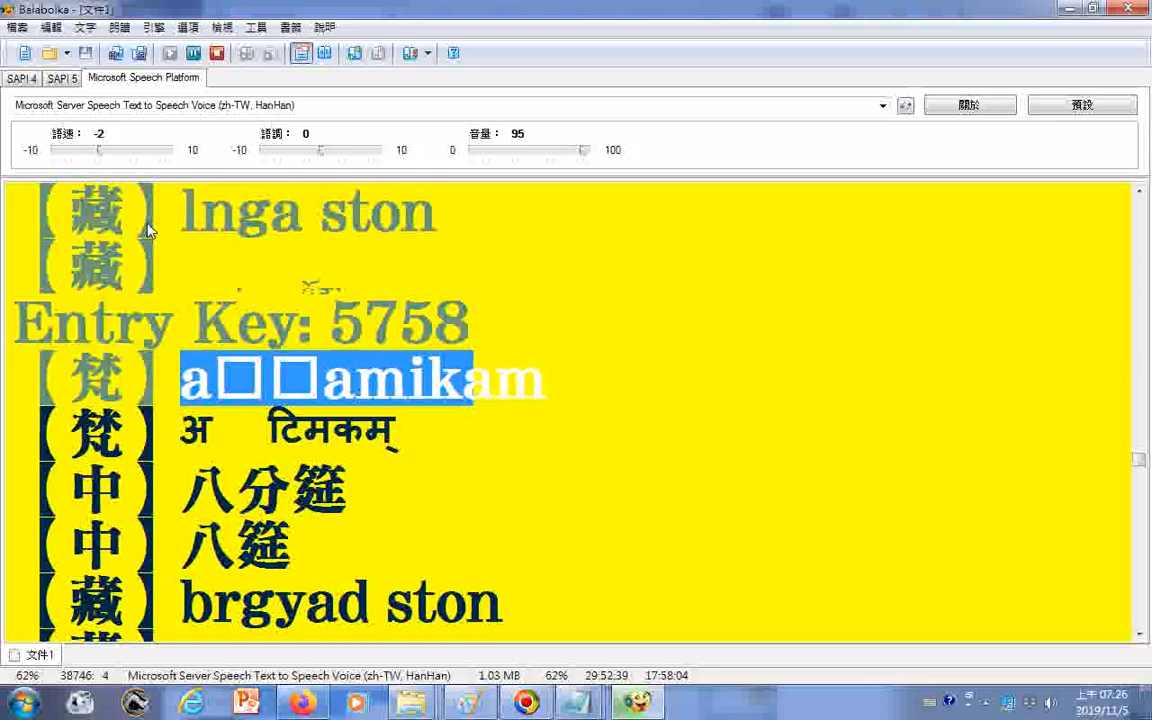 Balabolka - [文件1]
檔案 編輯 文字 朗讀 引擎 選項 檢視 工具 書籤 說明
SAPI 4 SAPI 5 Microsoft Speech Platform
Microsoft Server Speech Text to Speech Voice (zh-TW, HanHan) 關於 預設
語速： -2 語調： 0 音量： 95
-10 10 -10 10 0 100
【藏】 lnga ston
【藏】
Entry Key: 5758
【梵】 a□□amikam
【梵】 अ टिमकम्
【中】 八分筵
【中】 八筵
【藏】 brgyad ston
文件1
62% 38746: 4 Microsoft Server Speech Text to Speech Voice (zh-TW, HanHan) 1.03 MB 62% 29:52:39 17:58:04
上午 07:26
2019/11/5